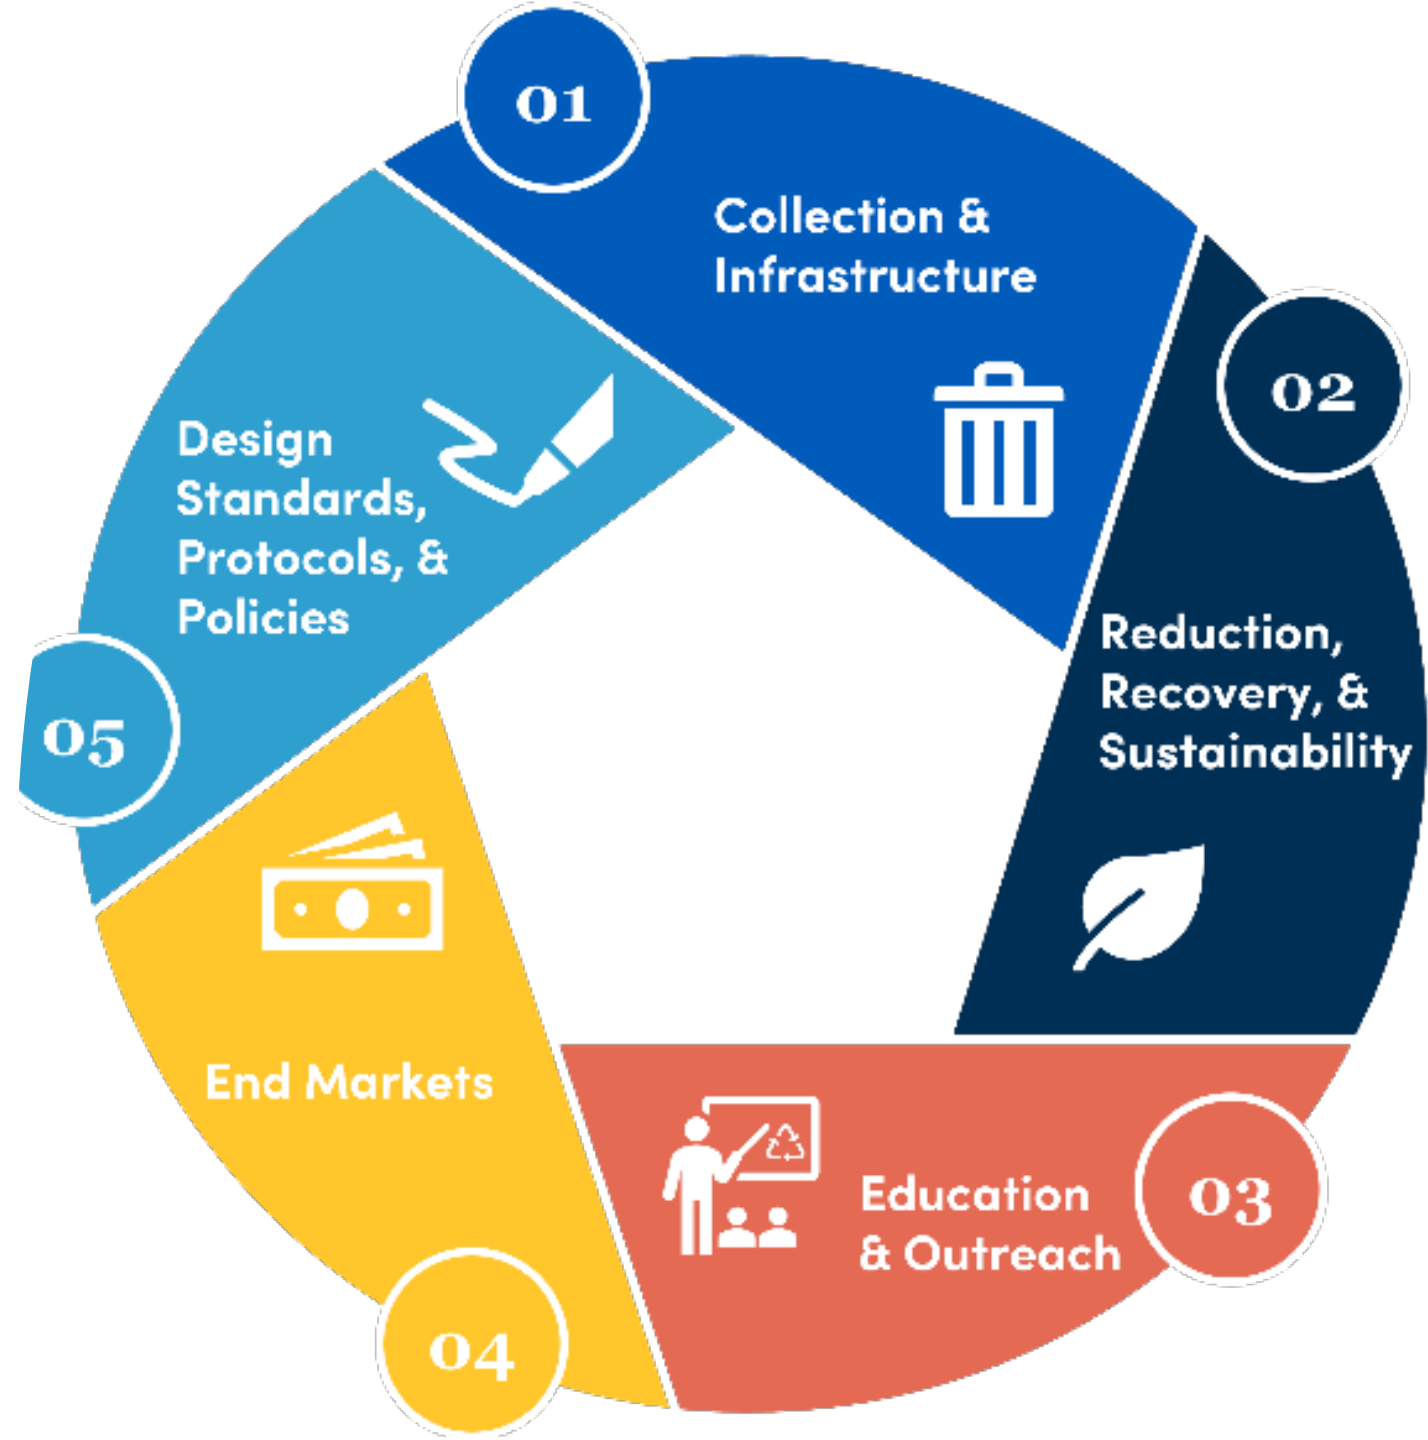 01
Collection &
Infrastructure
02
Reduction,
Recovery, &
Sustainability
03
Education
& Outreach
04
End Markets
05
Design
Standards,
Protocols, &
Policies